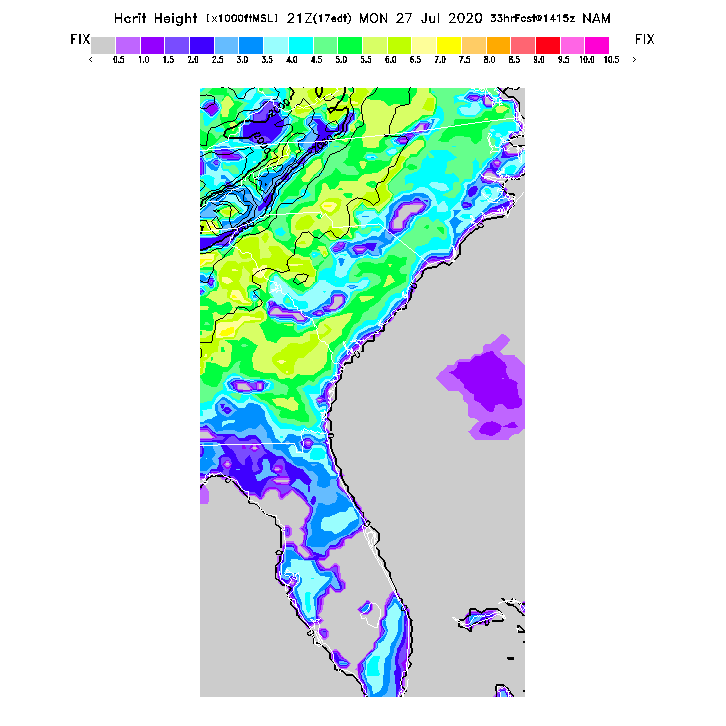 Hcrit Height [x1000ftMSL] 21Z(17edt) MON 27 Jul 2020 33hrFcst@1415z NAM
FIX FIX
< 0.5 1.0 1.5 2.0 2.5 3.0 3.5 4.0 4.5 5.0 5.5 6.0 6.5 7.0 7.5 8.0 8.5 9.0 9.5 10.0 10.5 >